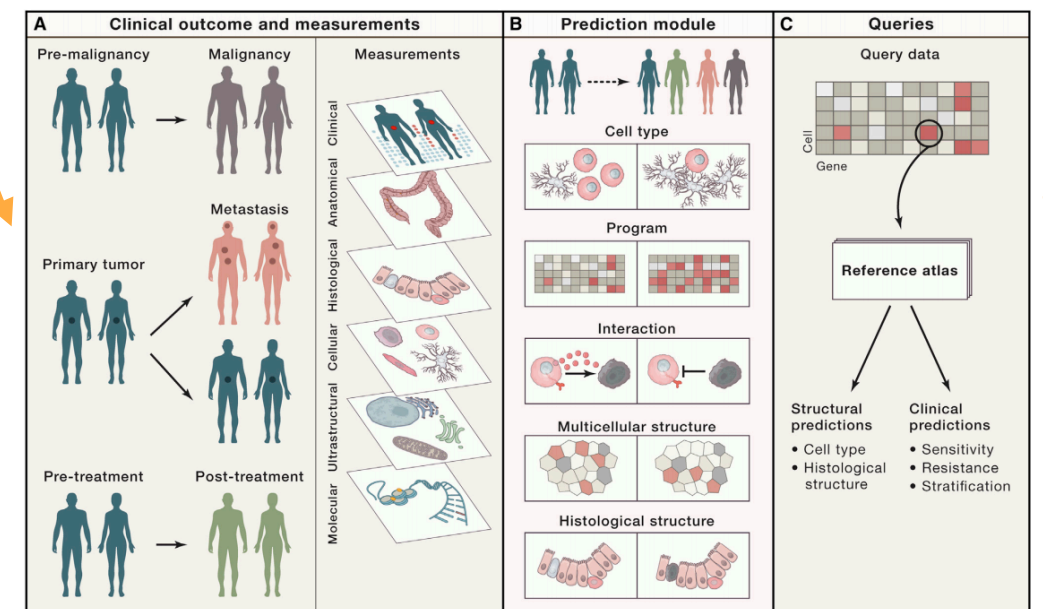 A Clinical outcome and measurements
Pre-malignancy
Malignancy
Primary tumor
Metastasis
Pre-treatment
Post-treatment
Measurements
Clinical
Anatomical
Histological
Cellular
Ultrastructural
Molecular
B Prediction module
Cell type
Program
Interaction
Multicellular structure
Histological structure
C Queries
Query data
Cell
Gene
Reference atlas
Structural
predictions
• Cell type
• Histological
structure
Clinical
predictions
• Sensitivity
• Resistance
• Stratification